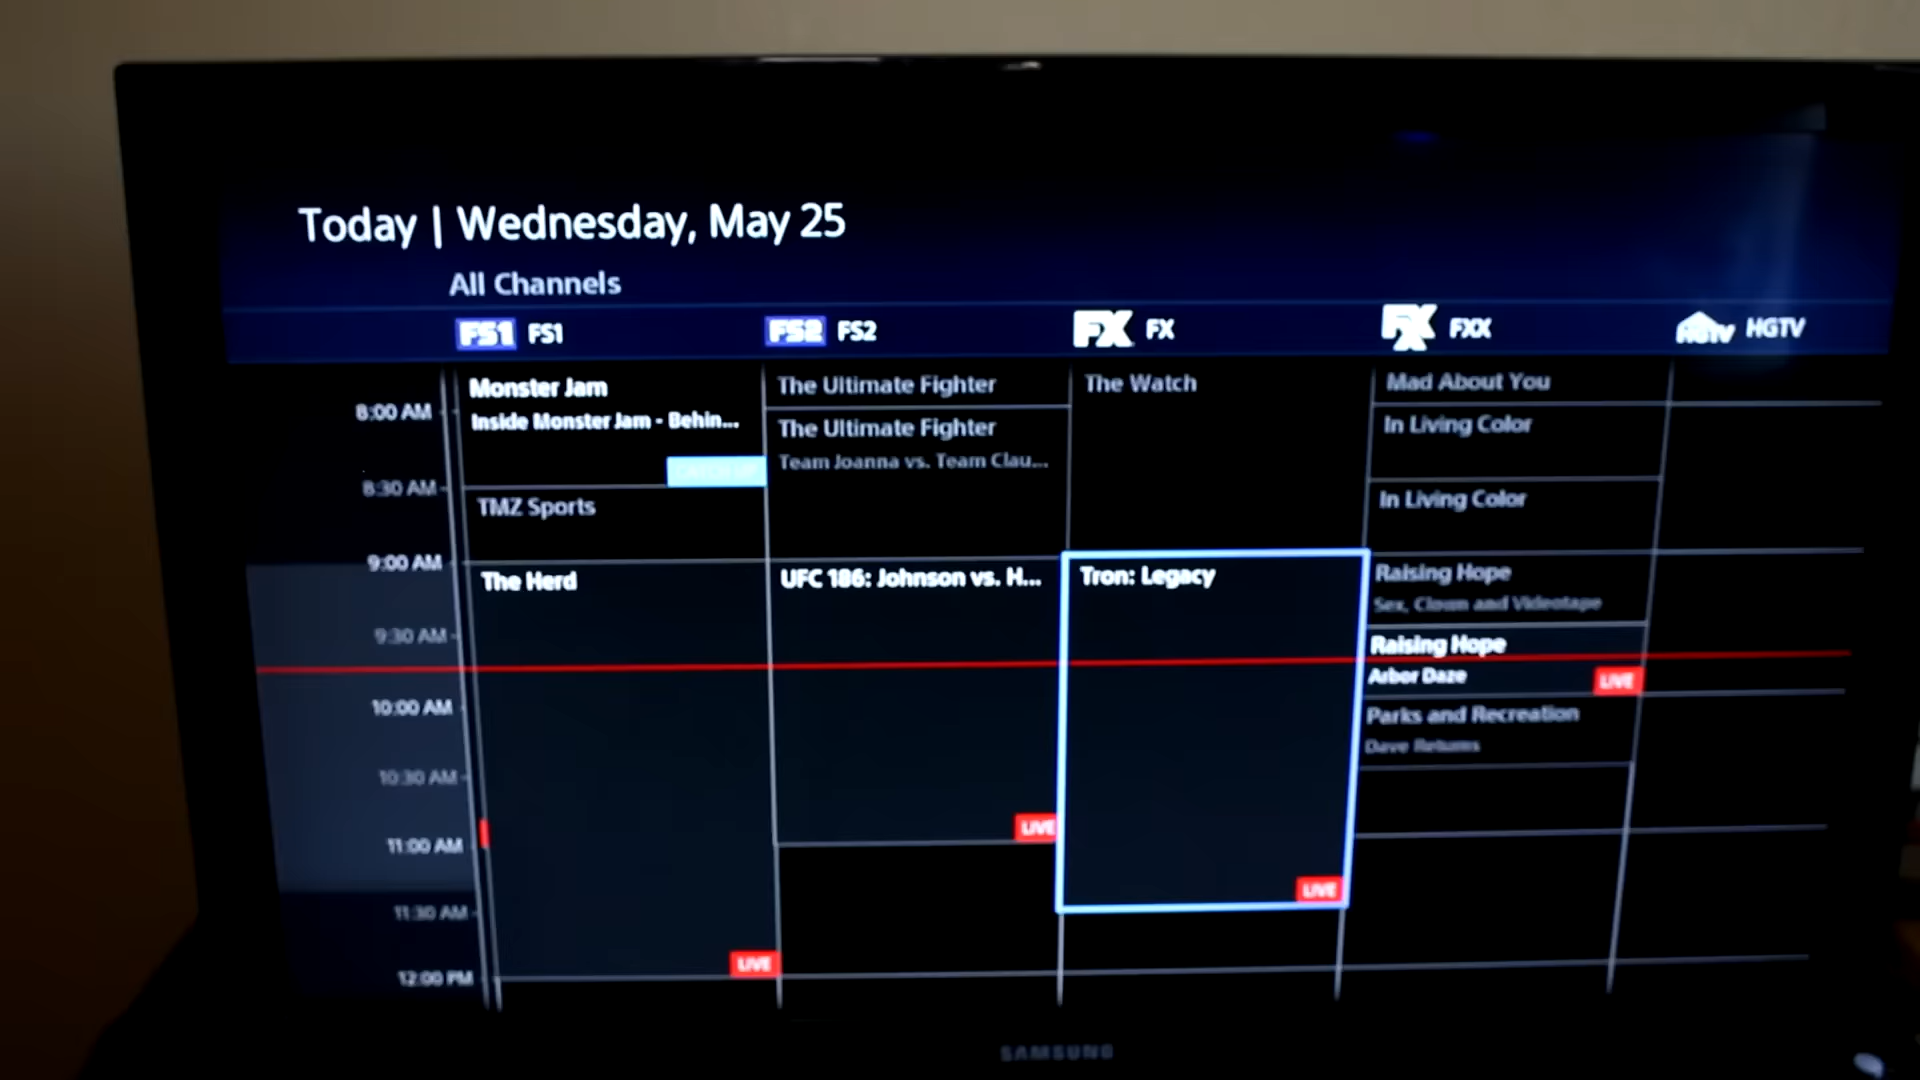 Today | Wednesday, May 25
All Channels
FS1 FS1
FS2 FS2
FX FX
FXX FXX
HGTV HGTV
8:00 AM
8:30 AM
9:00 AM
9:30 AM
10:00 AM
10:30 AM
11:00 AM
11:30 AM
12:00 PM
Monster Jam
Inside Monster Jam - Behin...
TMZ Sports
The Herd
LIVE
The Ultimate Fighter
The Ultimate Fighter
Team Joanna vs. Team Clau...
UFC 186: Johnson vs. H...
LIVE
The Watch
Tron: Legacy
LIVE
Mad About You
In Living Color
In Living Color
Raising Hope
Sex, Clown and Videotape
Raising Hope
Arbor Daze
LIVE
Parks and Recreation
Dave Returns
SAMSUNG